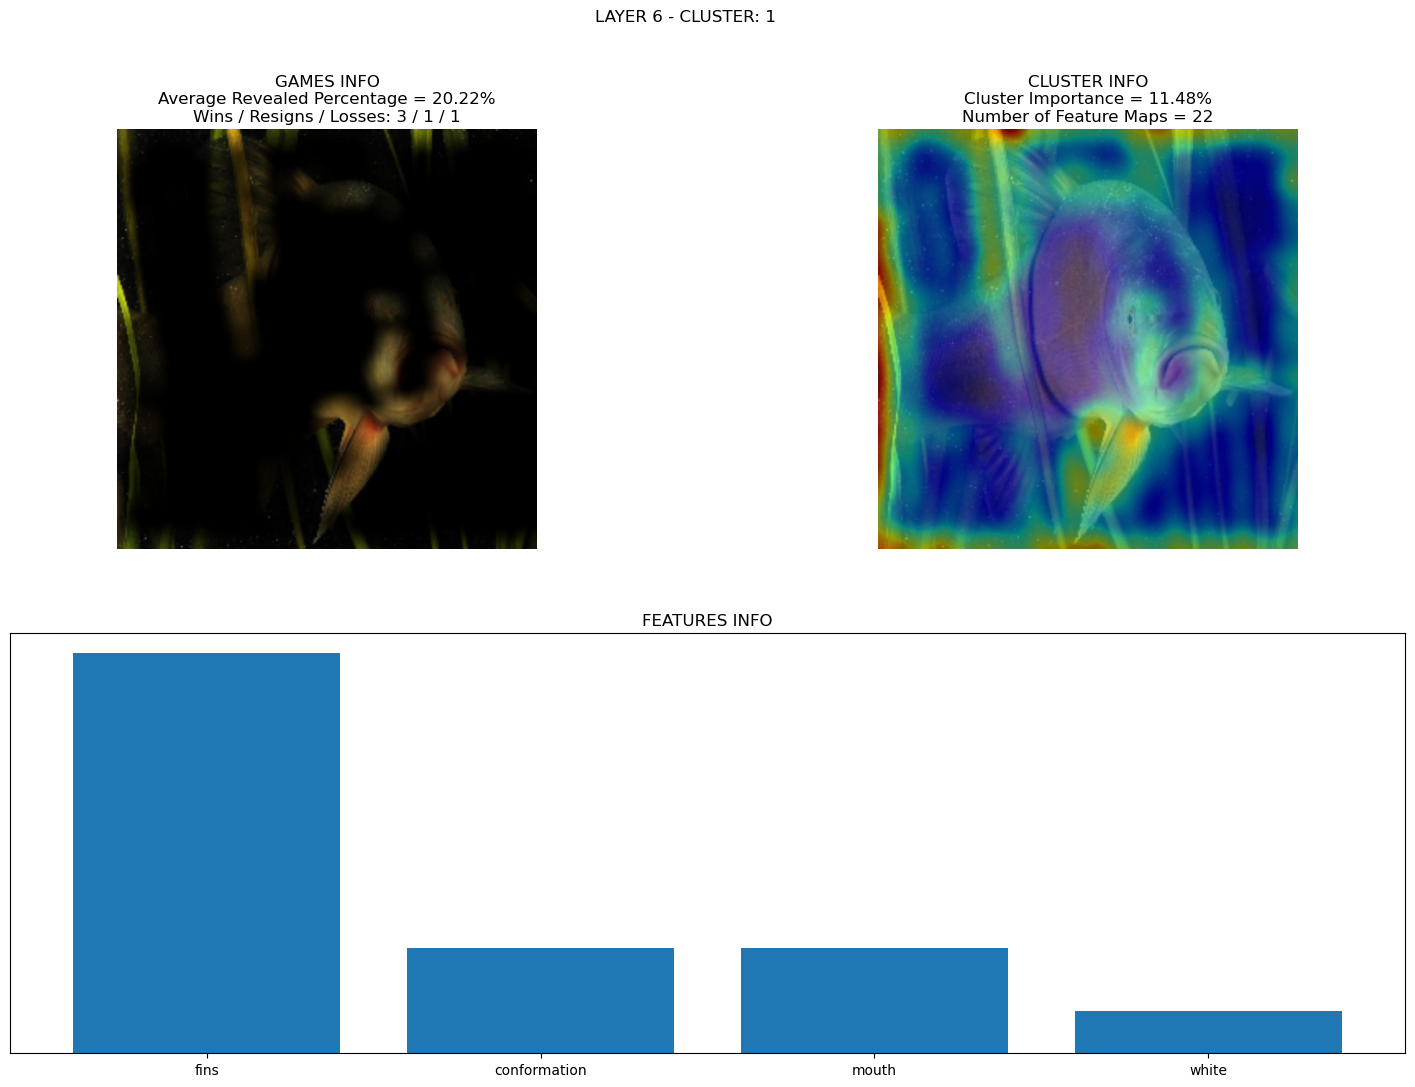 LAYER 6 - CLUSTER: 1
GAMES INFO
Average Revealed Percentage = 20.22%
Wins / Resigns / Losses: 3 / 1 / 1
CLUSTER INFO
Cluster Importance = 11.48%
Number of Feature Maps = 22
FEATURES INFO
fins
conformation
mouth
white